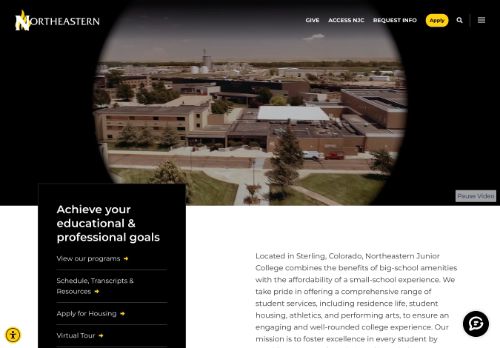 NORTHEASTERN
GIVE ACCESS NJC REQUEST INFO Apply
Pause Video
Achieve your
educational &
professional goals
View our programs
Schedule, Transcripts &
Resources
Apply for Housing
Virtual Tour
Located in Sterling, Colorado, Northeastern Junior
College combines the benefits of big-school amenities
with the affordability of a small-school experience. We
take pride in offering a comprehensive range of
student services, including residence life, student
housing, athletics, and performing arts, to ensure an
engaging and well-rounded college experience. Our
mission is to foster excellence in every student by